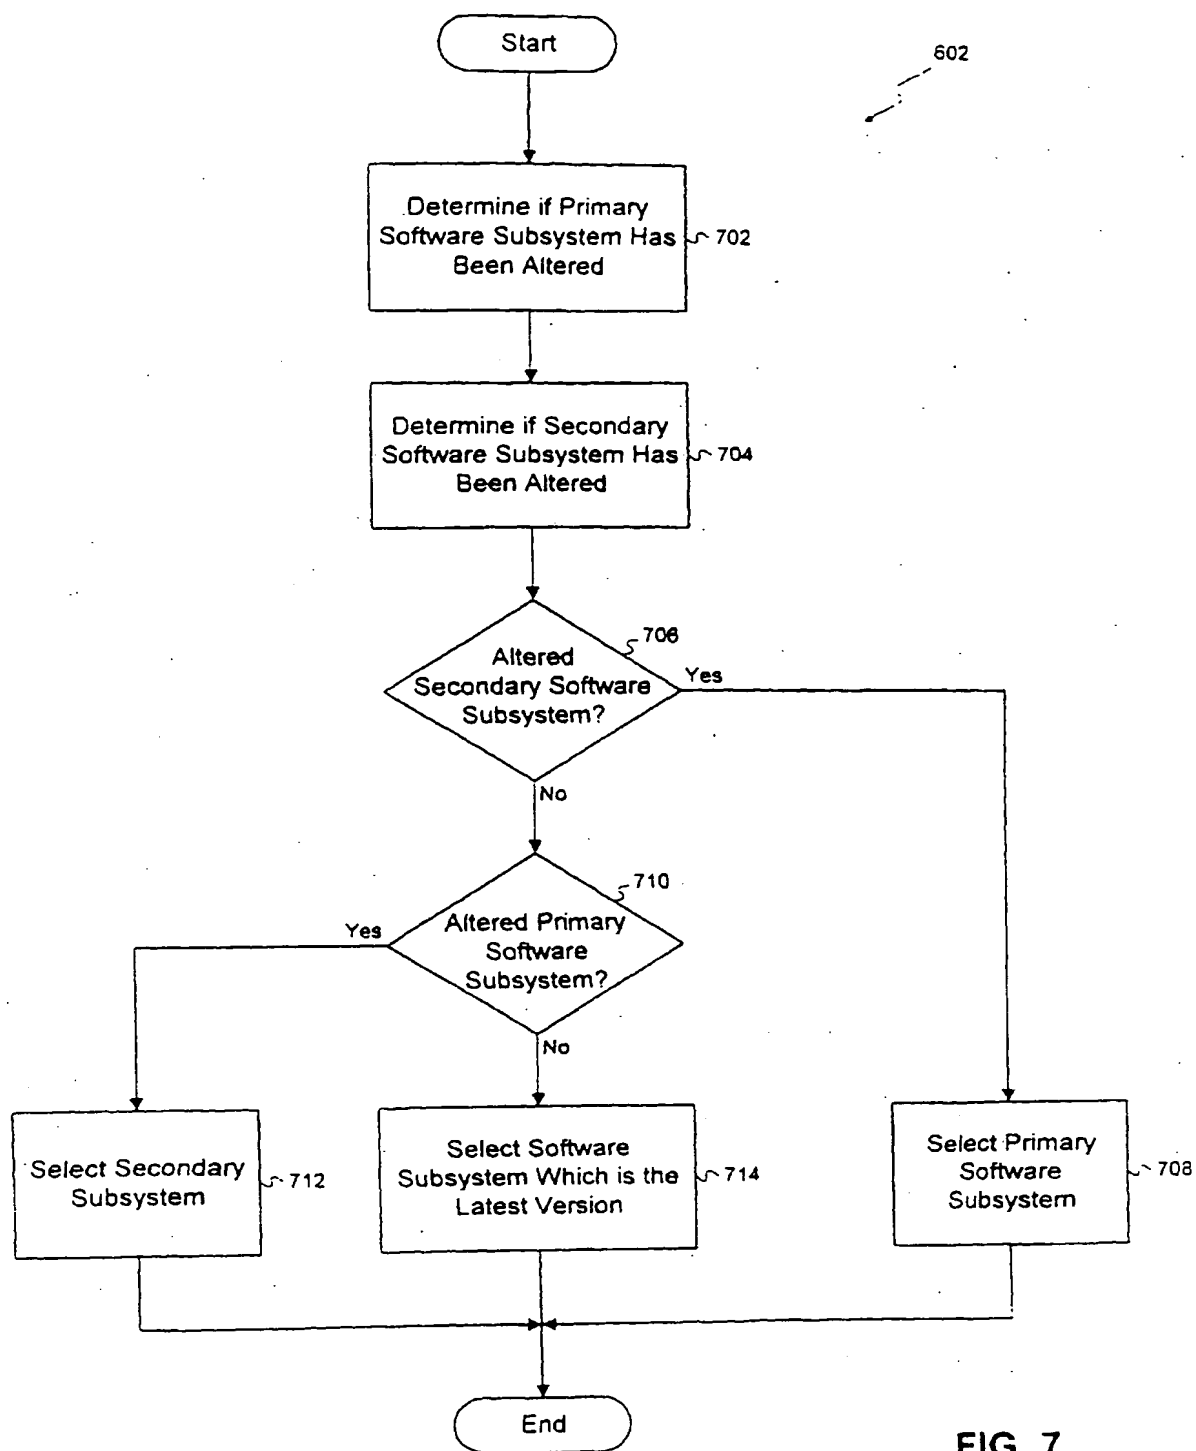 Start
602
Determine if Primary
Software Subsystem Has
Been Altered
702
Determine if Secondary
Software Subsystem Has
Been Altered
704
706
Altered
Secondary Software
Subsystem?
Yes
No
710
Altered Primary
Software
Subsystem?
Yes
No
Select Secondary
Subsystem
712
Select Software
Subsystem Which is the
Latest Version
714
Select Primary
Software
Subsystem
708
End
FIG. 7